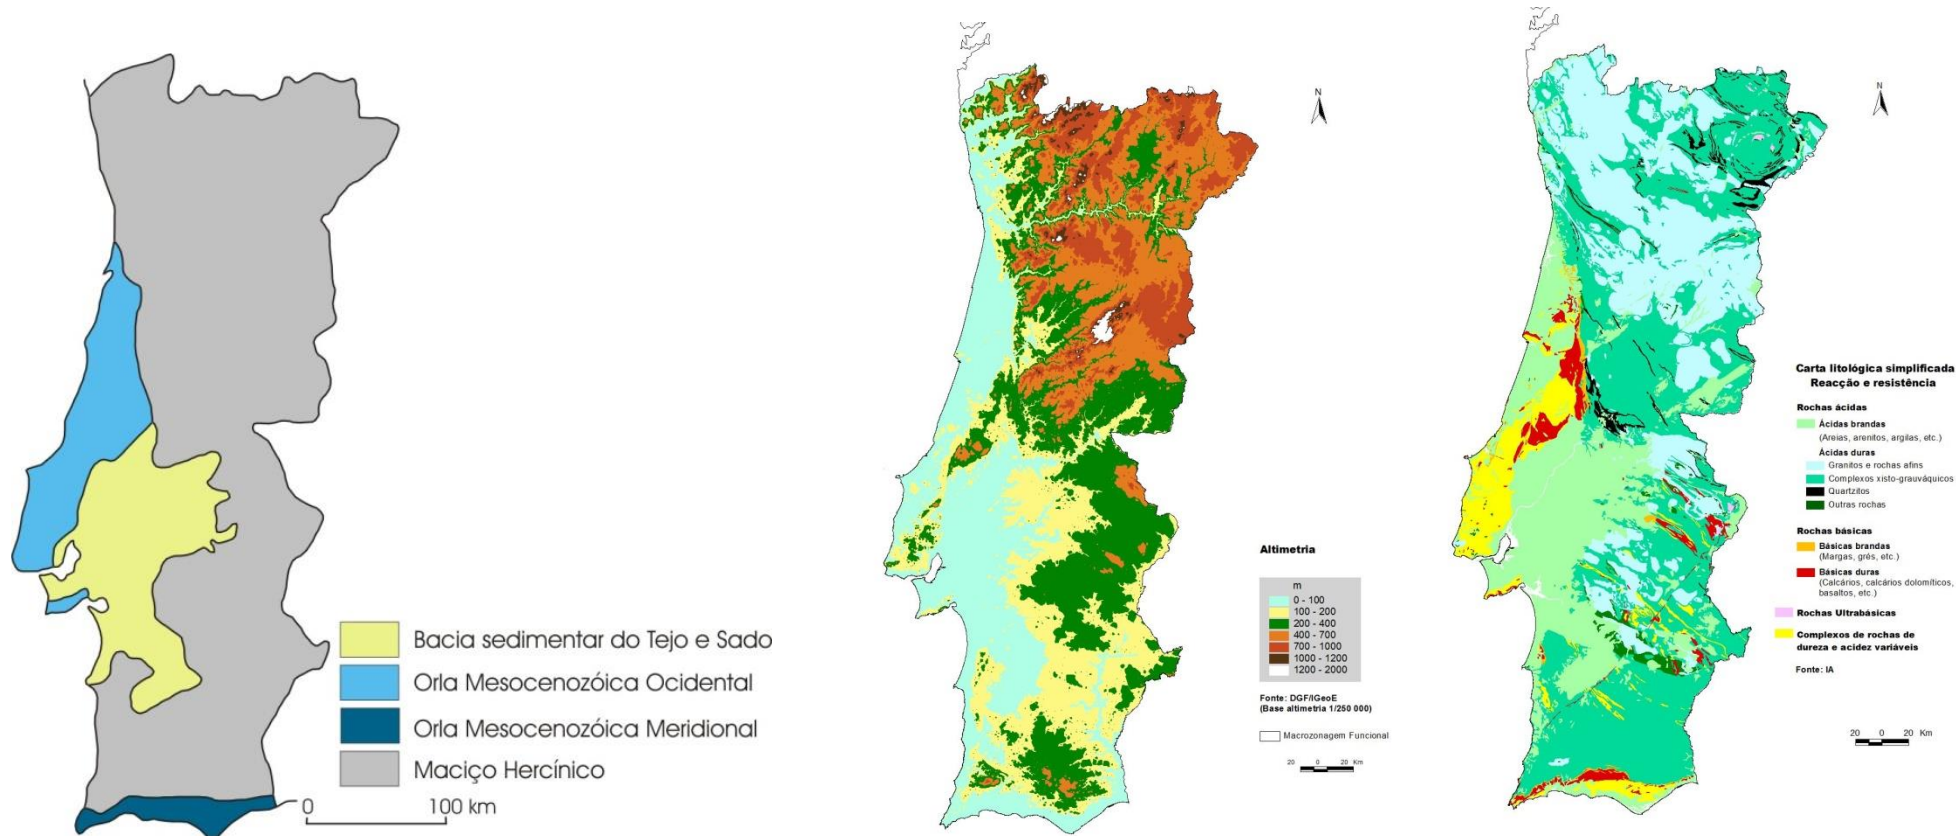 Bacia sedimentar do Tejo e Sado
Orla Mesocenozóica Ocidental
Orla Mesocenozóica Meridional
Maciço Hercínico
0 100 km
N
Altimetria
m
0 - 100
100 - 200
200 - 400
400 - 700
700 - 1000
1000 - 1200
1200 - 2000
Fonte: DGF/IGeoE
(Base altimetria 1/250 000)
Macrozonagem Funcional
20 0 20 Km
N
Carta litológica simplificada
Reacção e resistência
Rochas ácidas
Ácidas brandas
(Areias, arenitos, argilas, etc.)
Ácidas duras
Granitos e rochas afins
Complexos xisto-grauváquicos
Quartzitos
Outras rochas
Rochas básicas
Básicas brandas
(Margas, grés, etc.)
Básicas duras
(Calcários, calcários dolomíticos,
basaltos, etc.)
Rochas Ultrabásicas
Complexos de rochas de
dureza e acidez variáveis
Fonte: IA
20 0 20 Km